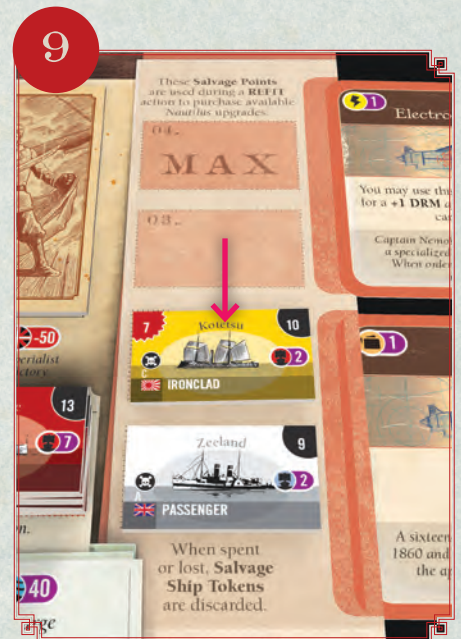 9
These Salvage Points
are used during a REFIT
action to purchase available
Nautilus upgrades.
04.
MAX
03.
7
Kotetsu
10
2
C
IRONCLAD
Zeeland
9
2
A
PASSENGER
When spent
or lost, Salvage
Ship Tokens
are discarded.
-50
13
7
40
1
Electro
You may use this
for a +1 DRM
Captain Nemo
a specialized
When order
1
A sixteen
1860 and
the ap